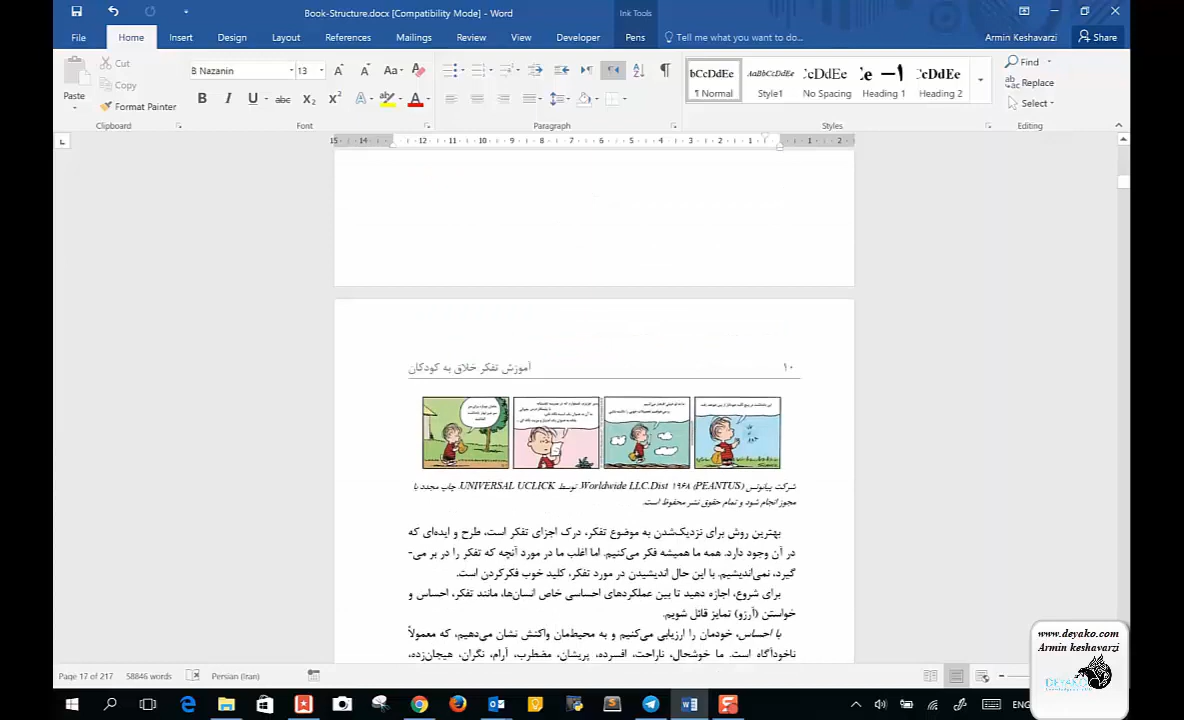 Book-Structure.docx [Compatibility Mode] - Word
Ink Tools
File Home Insert Design Layout References Mailings Review View Developer Pens Tell me what you want to do... Armin Keshavarzi Share
Paste
Cut
Copy
Format Painter
B Nazanin 13
bCcDdEe AaBbCcDdEe
¶ Normal Style1 No Spacing Heading 1 Heading 2
Find
Replace
Select
Clipboard Font Paragraph Styles Editing
آموزش تفکر خلاق به کودکان ۱۰
شرکت پیانوتس (PEANTUS) ۱۹۶۸ Worldwide LLC.Dist توسط UNIVERSAL UCLICK. چاپ مجدد با
مجوز انجام شود و تمام حقوق نشر محفوظ است.
بهترین روش برای نزدیک‌شدن به موضوع تفکر، درک اجزای تفکر است، طرح و ایده‌ای که
در آن وجود دارد. همه ما همیشه فکر می‌کنیم. اما اغلب ما در مورد آنچه که تفکر را در بر می-
گیرد، نمی‌اندیشیم. با این حال اندیشیدن در مورد تفکر، کلید خوب فکرکردن است.
برای شروع، اجازه دهید تا بین عملکردهای احساسی خاص انسان‌ها، مانند تفکر، احساس و
خواستن (آرزو) تمایز قائل شویم.
با احساس، خودمان را ارزیابی می‌کنیم و به محیطمان واکنش نشان می‌دهیم، که معمولاً
ناخودآگاه است. ما خوشحال، ناراحت، افسرده، پریشان، مضطرب، آرام، نگران، هیجان‌زده،
Page 17 of 217 58846 words Persian (Iran)
www.deyako.com
Armin keshavarzi
DEYAKO